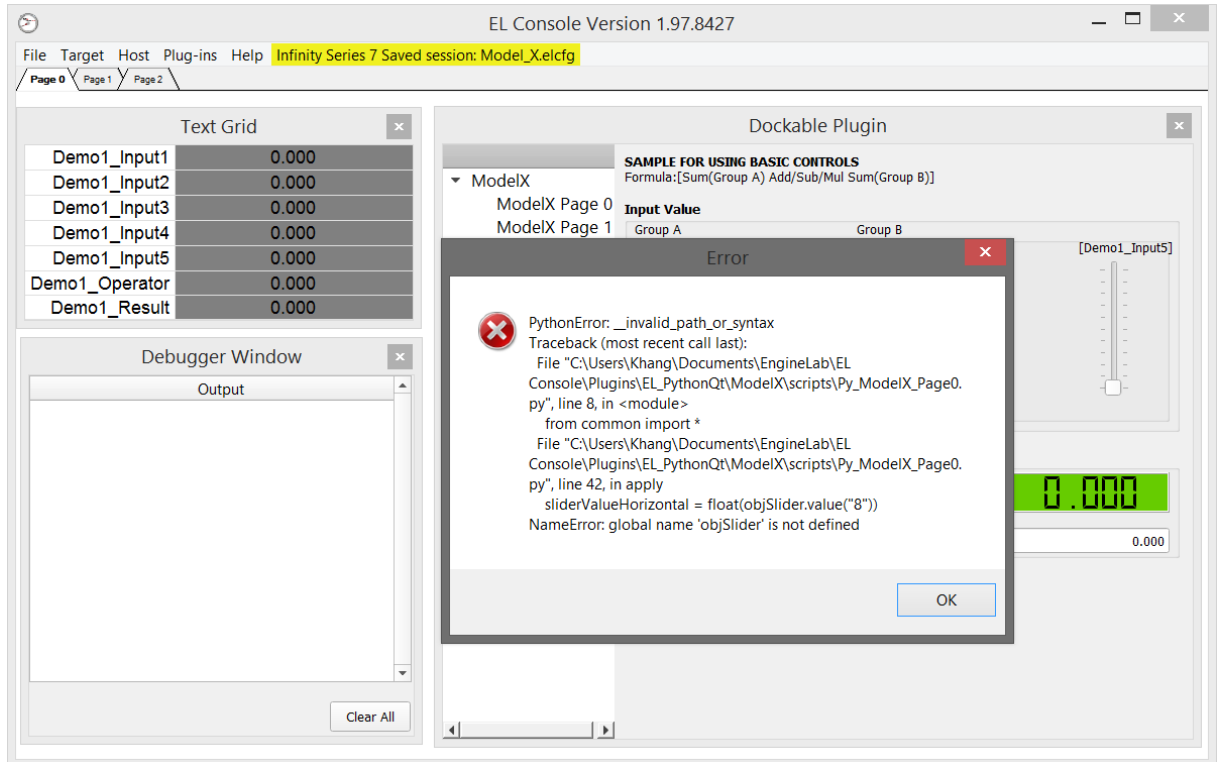 EL Console Version 1.97.8427
File Target Host Plug-ins Help Infinity Series 7 Saved session: Model_X.elcfg
Page 0 Page 1 Page 2
Text Grid
Demo1_Input1 0.000
Demo1_Input2 0.000
Demo1_Input3 0.000
Demo1_Input4 0.000
Demo1_Input5 0.000
Demo1_Operator 0.000
Demo1_Result 0.000
Debugger Window
Output
Clear All
Dockable Plugin
ModelX
ModelX Page 0
ModelX Page 1
SAMPLE FOR USING BASIC CONTROLS
Formula:[Sum(Group A) Add/Sub/Mul Sum(Group B)]
Input Value
Group A Group B
[Demo1_Input5]
0.000
0.000
Error
PythonError: __invalid_path_or_syntax
Traceback (most recent call last):
File "C:\Users\Khang\Documents\EngineLab\EL
Console\Plugins\EL_PythonQt\ModelX\scripts\Py_ModelX_Page0.
py", line 8, in <module>
from common import *
File "C:\Users\Khang\Documents\EngineLab\EL
Console\Plugins\EL_PythonQt\ModelX\scripts\Py_ModelX_Page0.
py", line 42, in apply
sliderValueHorizontal = float(objSlider.value("8"))
NameError: global name 'objSlider' is not defined
OK